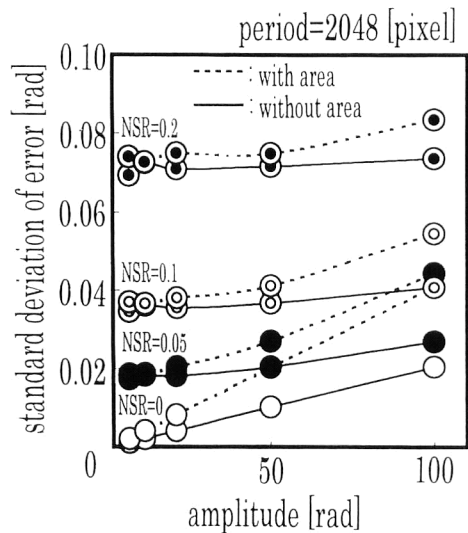 period=2048 [pixel]
standard deviation of error [rad]
0.10
0.08
0.06
0.04
0.02
0
: with area
: without area
NSR=0.2
NSR=0.1
NSR=0.05
NSR=0
50
100
amplitude [rad]